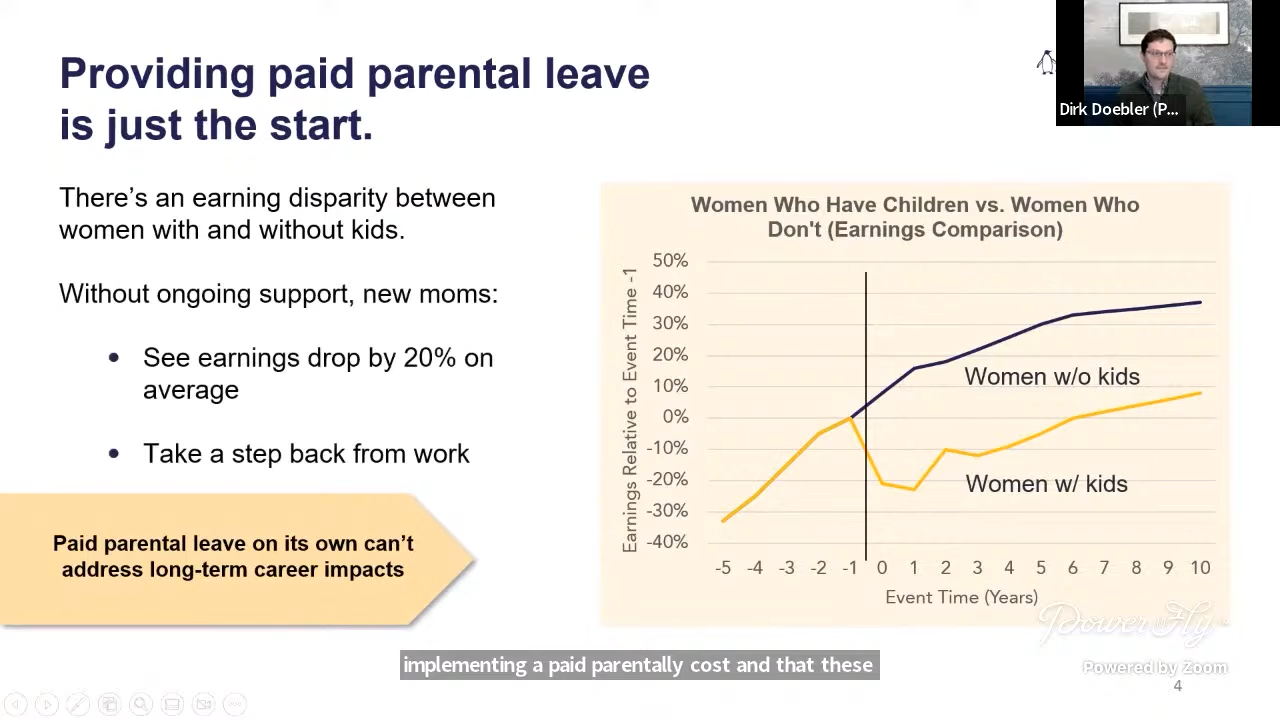 Providing paid parental leave
is just the start.
Dirk Doebler (P...
There's an earning disparity between
women with and without kids.
Without ongoing support, new moms:
• See earnings drop by 20% on
average
• Take a step back from work
Paid parental leave on its own can't
address long-term career impacts
Women Who Have Children vs. Women Who
Don't (Earnings Comparison)
Earnings Relative to Event Time -1
50%
40%
30%
20%
10%
0%
-10%
-20%
-30%
-40%
Women w/o kids
Women w/ kids
-5 -4 -3 -2 -1 0 1 2 3 4 5 6 7 8 9 10
Event Time (Years)
PowerToFly
Powered by Zoom
implementing a paid parentally cost and that these
4